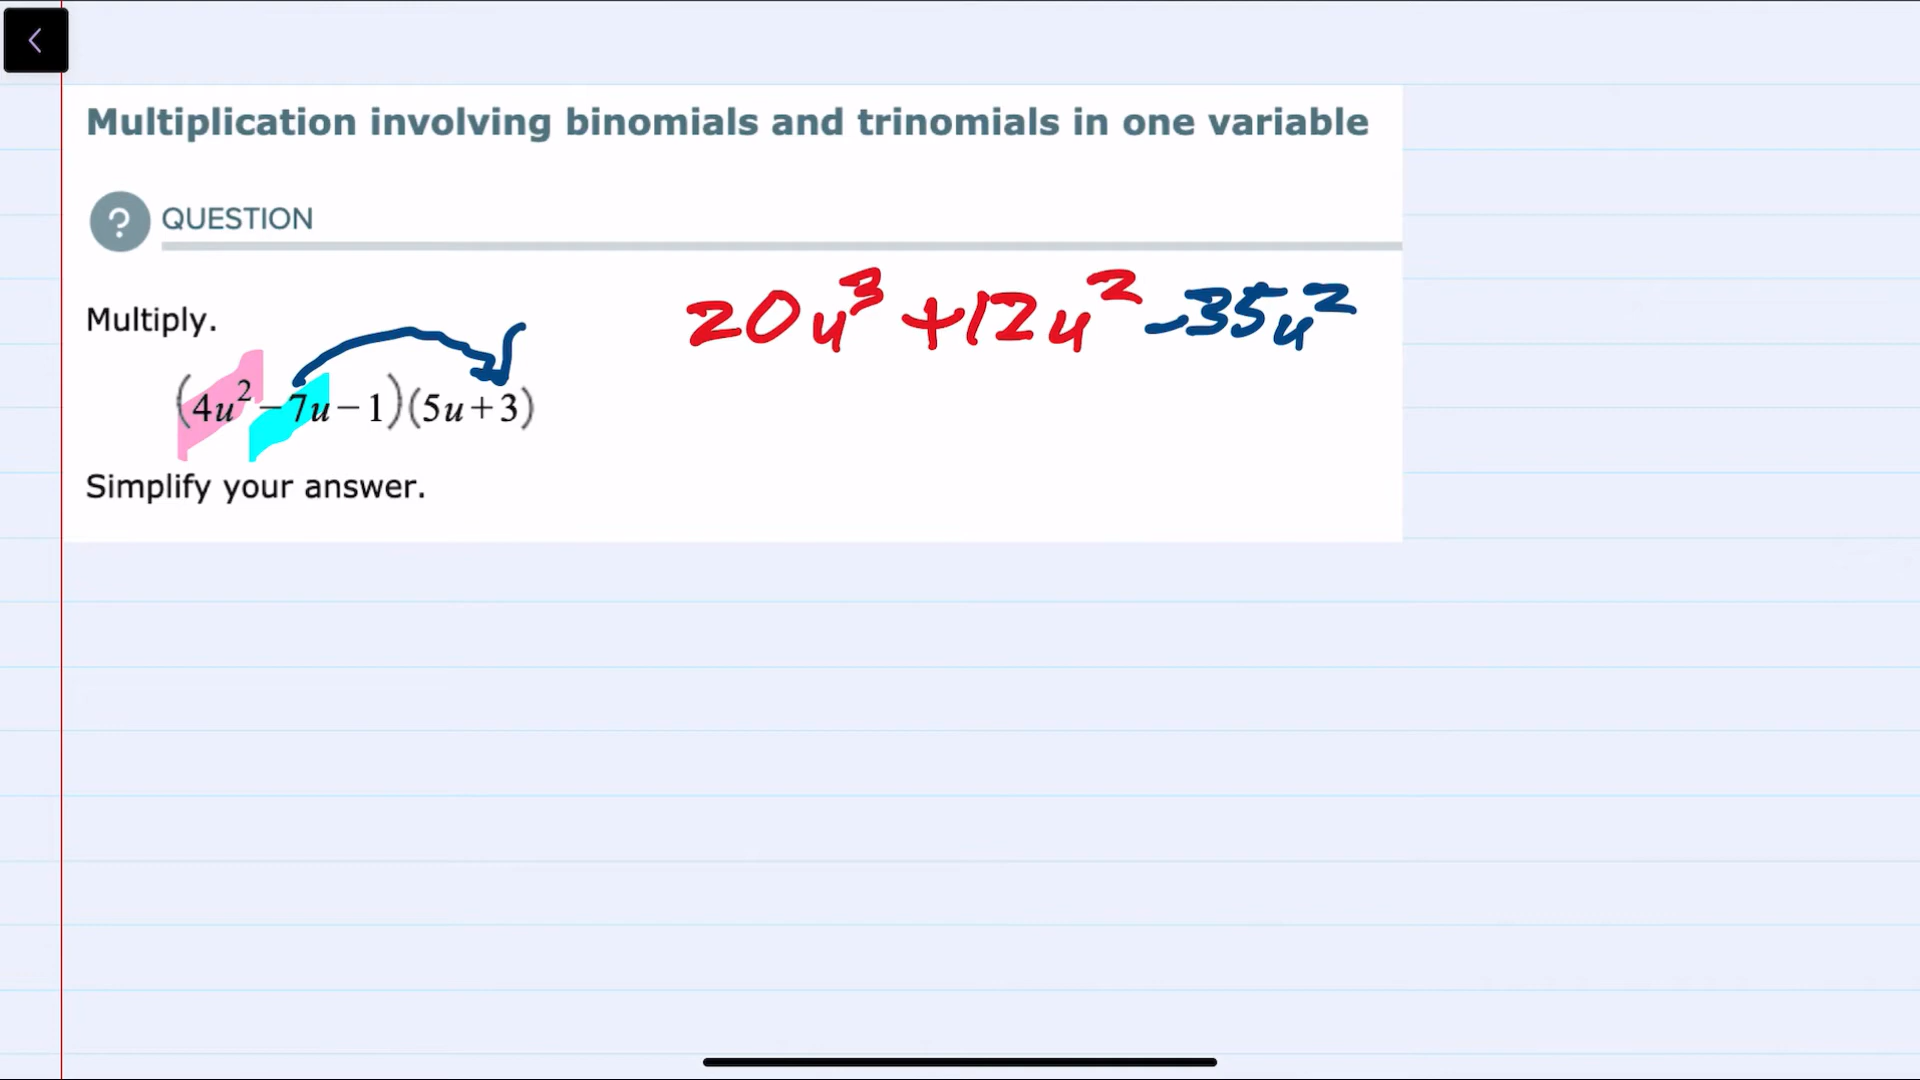 Multiplication involving binomials and trinomials in one variable
? QUESTION
20u³ +12u² -35u²
Multiply.
(4u² − 7u − 1)(5u + 3)
Simplify your answer.